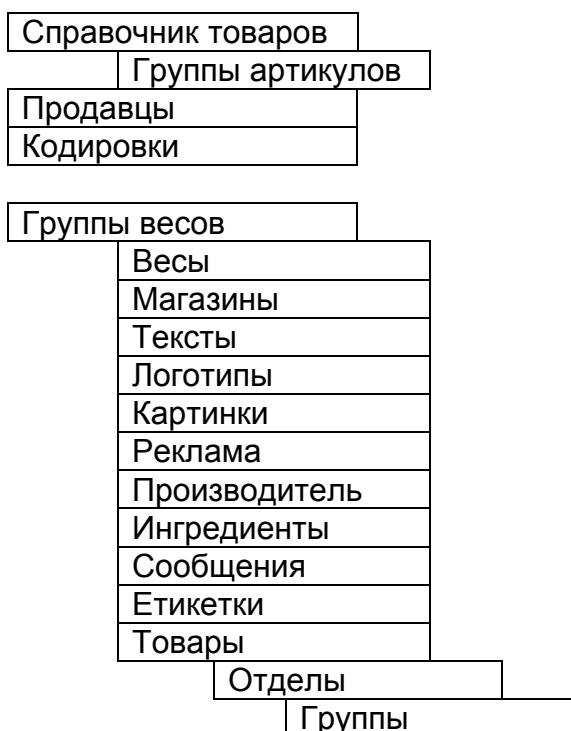 Справочник товаров
Группы артикулов
Продавцы
Кодировки
Группы весов
Весы
Магазины
Тексты
Логотипы
Картинки
Реклама
Производитель
Ингредиенты
Сообщения
Етикетки
Товары
Отделы
Группы